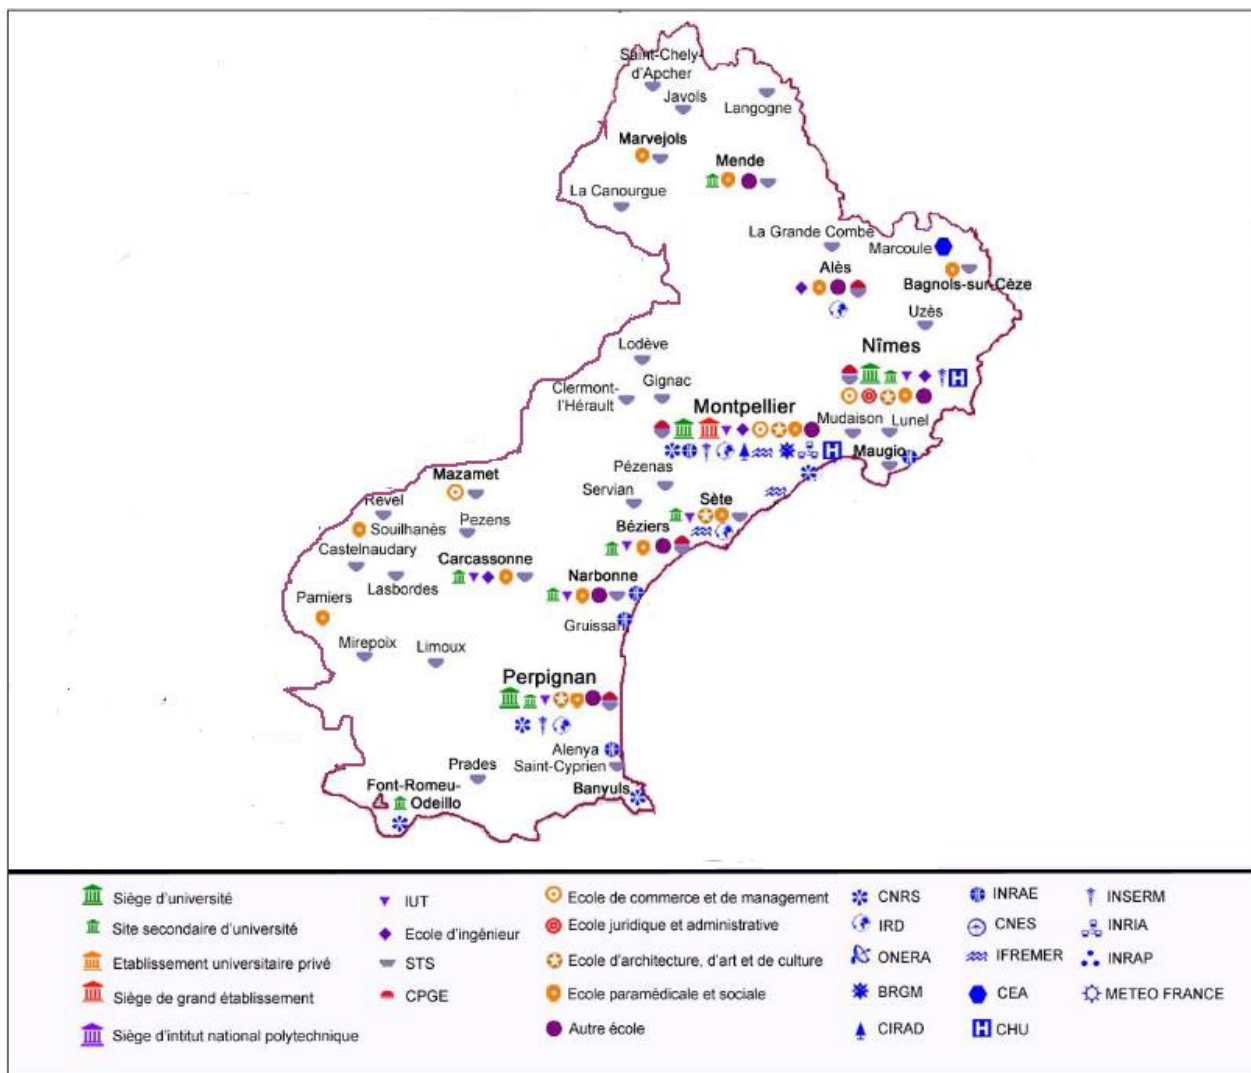 Saint-Chely-
d'Apcher
Javols
Langogne
Marvejols
Mende
La Canourgue
La Grande Combe
Marcoule
Alès
Bagnols-sur-Cèze
Uzès
Nîmes
Lodève
Clermont-
l'Hérault
Gignac
Montpellier
Mudaison
Lunel
Maugio
Pézenas
Mazamet
Servian
Sète
Revel
Souilhanès
Pezens
Béziers
Castelnaudary
Carcassonne
Lasbordes
Narbonne
Pamiers
Gruissan
Mirepoix
Limoux
Perpignan
Alenya
Saint-Cyprien
Prades
Font-Romeu-
Odeillo
Banyuls
Siège d'université
Site secondaire d'université
Etablissement universitaire privé
Siège de grand établissement
Siège d'intitut national polytechnique
IUT
Ecole d'ingénieur
STS
CPGE
Ecole de commerce et de management
Ecole juridique et administrative
Ecole d'architecture, d'art et de culture
Ecole paramédicale et sociale
Autre école
CNRS
IRD
ONERA
BRGM
CIRAD
INRAE
CNES
IFREMER
CEA
CHU
INSERM
INRIA
INRAP
METEO FRANCE